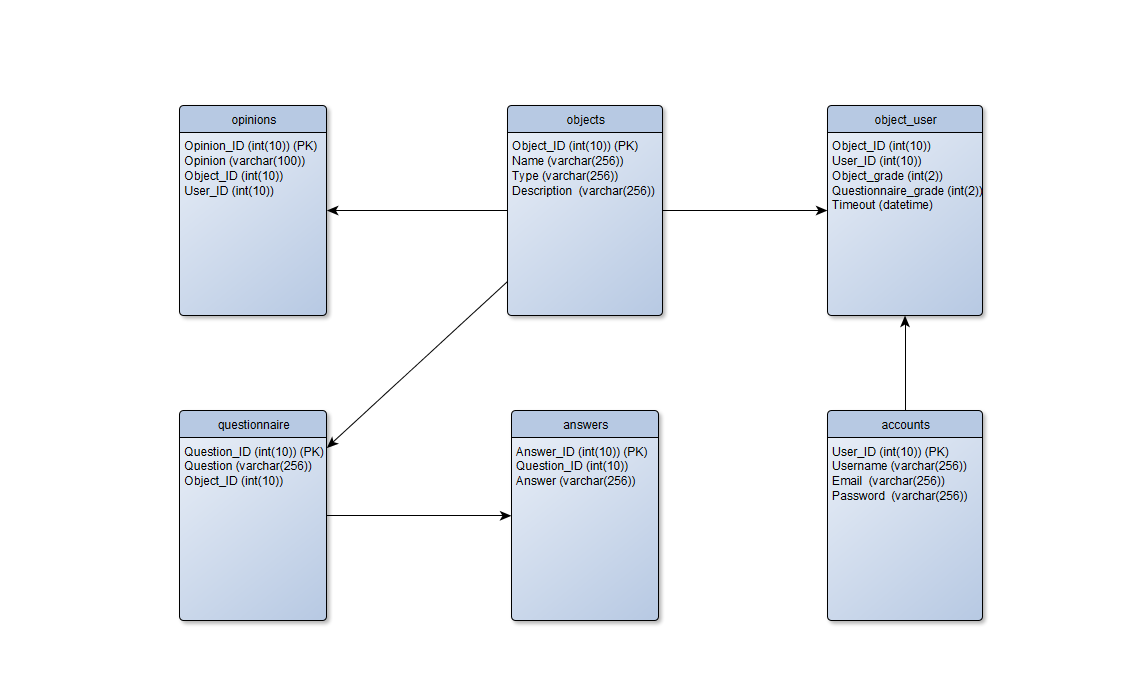 opinions
Opinion_ID (int(10)) (PK)
Opinion (varchar(100))
Object_ID (int(10))
User_ID (int(10))
objects
Object_ID (int(10)) (PK)
Name (varchar(256))
Type (varchar(256))
Description  (varchar(256))
object_user
Object_ID (int(10))
User_ID (int(10))
Object_grade (int(2))
Questionnaire_grade (int(2))
Timeout (datetime)
questionnaire
Question_ID (int(10)) (PK)
Question (varchar(256))
Object_ID (int(10))
answers
Answer_ID (int(10)) (PK)
Question_ID (int(10))
Answer (varchar(256))
accounts
User_ID (int(10)) (PK)
Username (varchar(256))
Email  (varchar(256))
Password  (varchar(256))